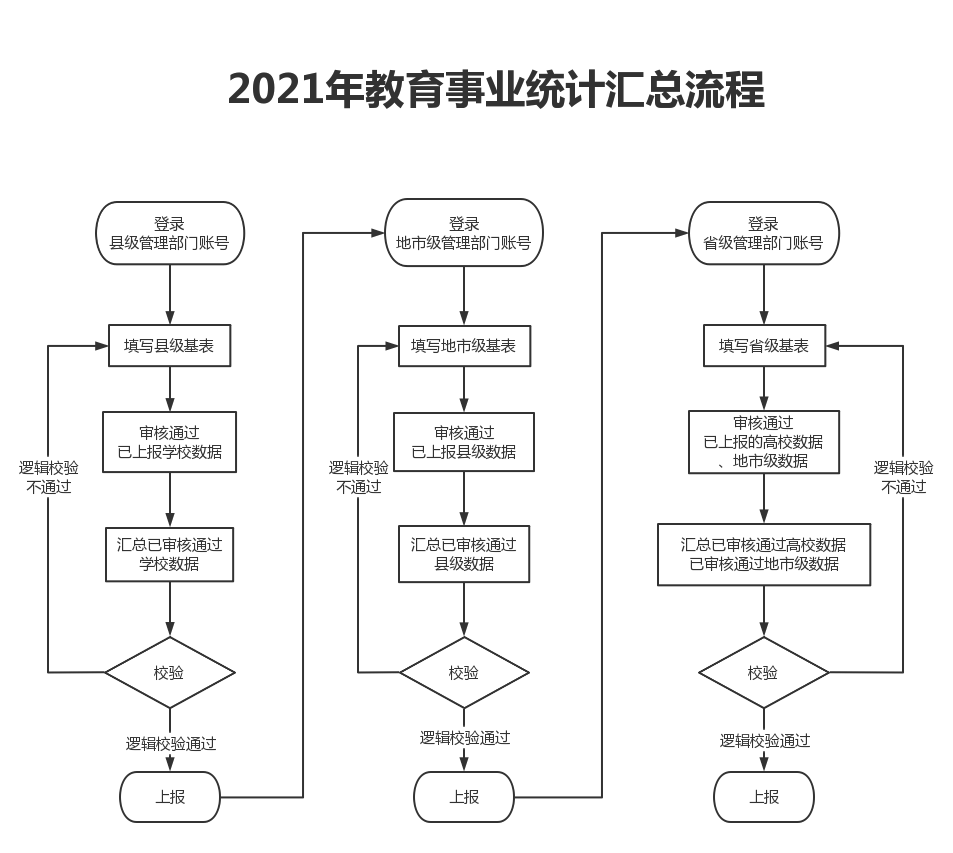 2021年教育事业统计汇总流程
登录
县级管理部门账号
填写县级基表
审核通过
已上报学校数据
逻辑校验
不通过
汇总已审核通过
学校数据
校验
逻辑校验通过
上报
登录
地市级管理部门账号
填写地市级基表
审核通过
已上报县级数据
逻辑校验
不通过
汇总已审核通过
县级数据
校验
逻辑校验通过
上报
登录
省级管理部门账号
填写省级基表
审核通过
已上报的高校数据
、地市级数据
逻辑校验
不通过
汇总已审核通过高校数据
已审核通过地市级数据
校验
逻辑校验通过
上报